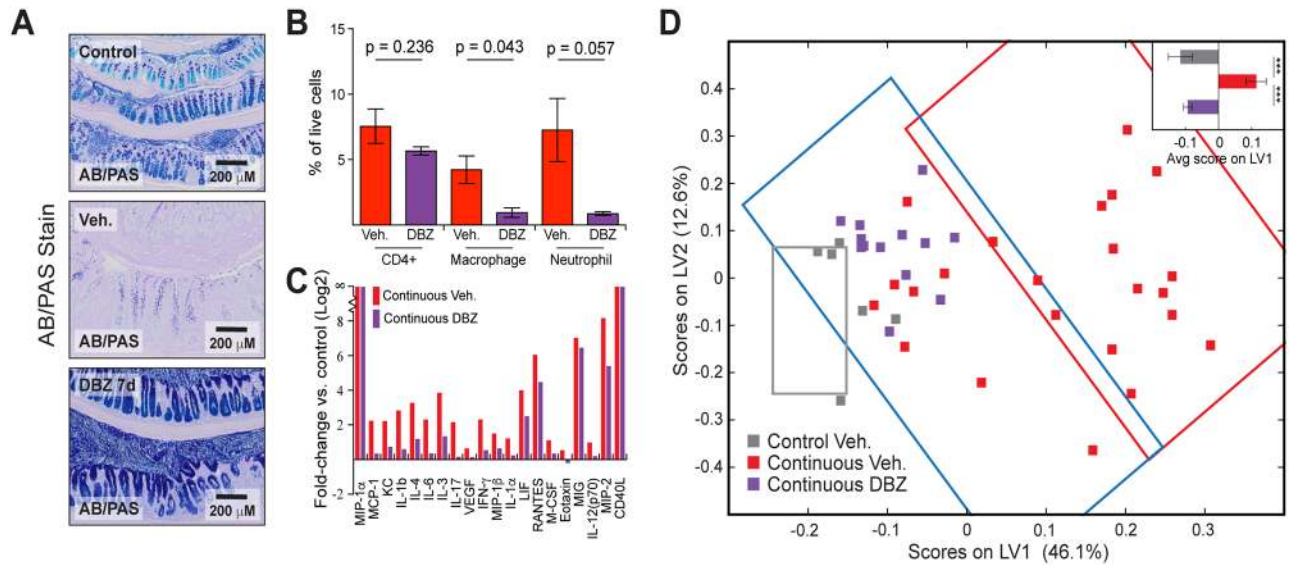 A
AB/PAS Stain
Control
AB/PAS
200 μM
Veh.
AB/PAS
200 μM
DBZ 7d
AB/PAS
200 μM
B
% of live cells
15
10
5
p = 0.236
p = 0.043
p = 0.057
Veh. DBZ Veh. DBZ Veh. DBZ
CD4+ Macrophage Neutrophil
C
Fold-change vs. control (Log2)
8
6
4
2
-2
Continuous Veh.
Continuous DBZ
MIP-1α
MCP-1
KC
IL-1b
IL-4
IL-6
IL-3
IL-17
VEGF
IFN-γ
MIP-1β
IL-1α
LIF
RANTES
M-CSF
Eotaxin
MIG
IL-12(p70)
MIP-2
CD40L
D
Scores on LV2 (12.6%)
0.4
0.3
0.2
0.1
0
-0.1
-0.2
-0.3
-0.4
-0.2 -0.1 0 0.1 0.2 0.3
Scores on LV1 (46.1%)
Control Veh.
Continuous Veh.
Continuous DBZ
***
***
-0.1 0 0.1
Avg score on LV1